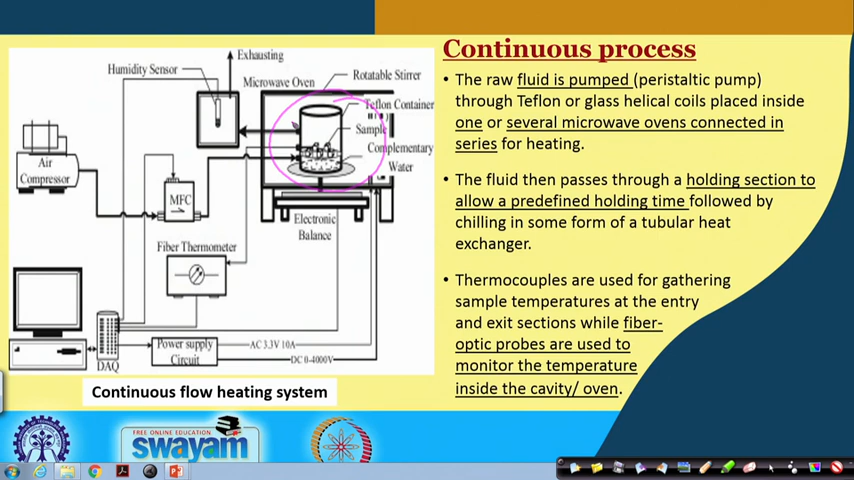 Continuous process
• The raw fluid is pumped (peristaltic pump)
through Teflon or glass helical coils placed inside
one or several microwave ovens connected in
series for heating.
• The fluid then passes through a holding section to
allow a predefined holding time followed by
chilling in some form of a tubular heat
exchanger.
• Thermocouples are used for gathering
sample temperatures at the entry
and exit sections while fiber-
optic probes are used to
monitor the temperature
inside the cavity/ oven.
Exhausting
Humidity Sensor
Microwave Oven
Rotatable Stirrer
Teflon Container
Sample
Complementary
Water
Air
Compressor
MFC
Electronic
Balance
Fiber Thermometer
Power supply
Circuit
AC 3.3V 10A
DC 0-4000V
DAQ
Continuous flow heating system
FREE ONLINE EDUCATION
swayam